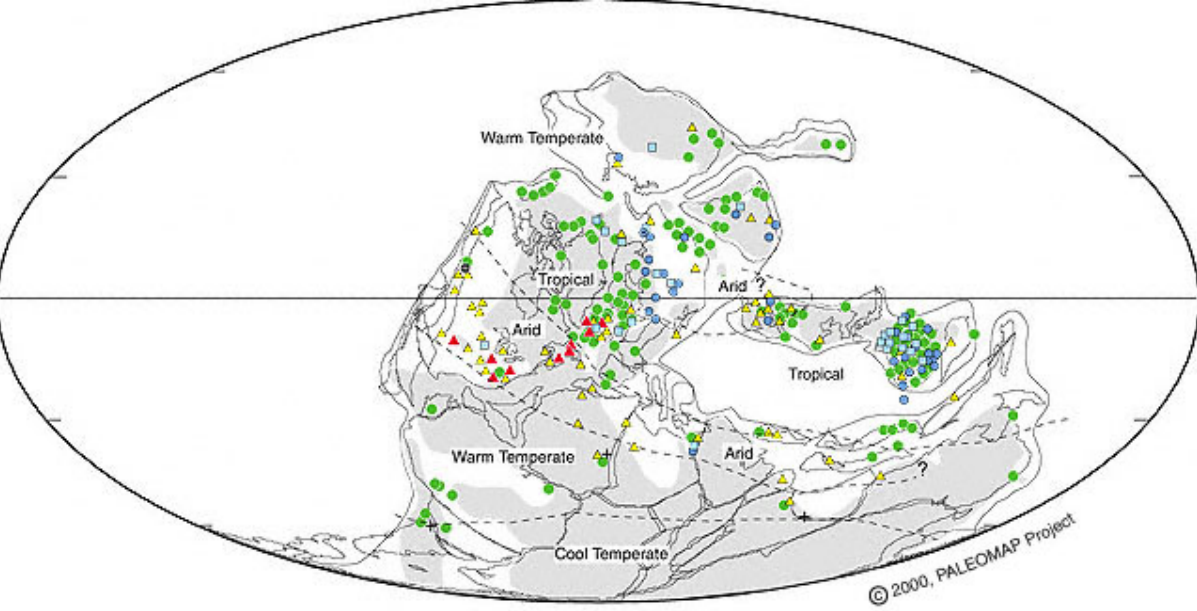 Warm Temperate
Tropical
Arid ?
Arid
Tropical
Warm Temperate
Arid
?
Cool Temperate
© 2000, PALEOMAP Project